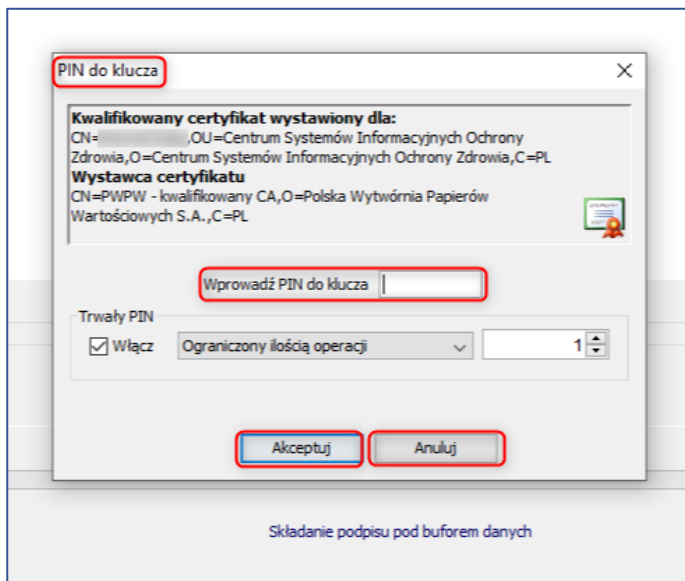 PIN do klucza
Kwalifikowany certyfikat wystawiony dla:
CN= ,OU=Centrum Systemów Informacyjnych Ochrony
Zdrowia,O=Centrum Systemów Informacyjnych Ochrony Zdrowia,C=PL
Wystawca certyfikatu
CN=PWPW - kwalifikowany CA,O=Polska Wytwórnia Papierów
Wartościowych S.A.,C=PL
Wprowadź PIN do klucza
Trwały PIN
Włącz Ograniczony ilością operacji 1
Akceptuj Anuluj
Składanie podpisu pod buforem danych